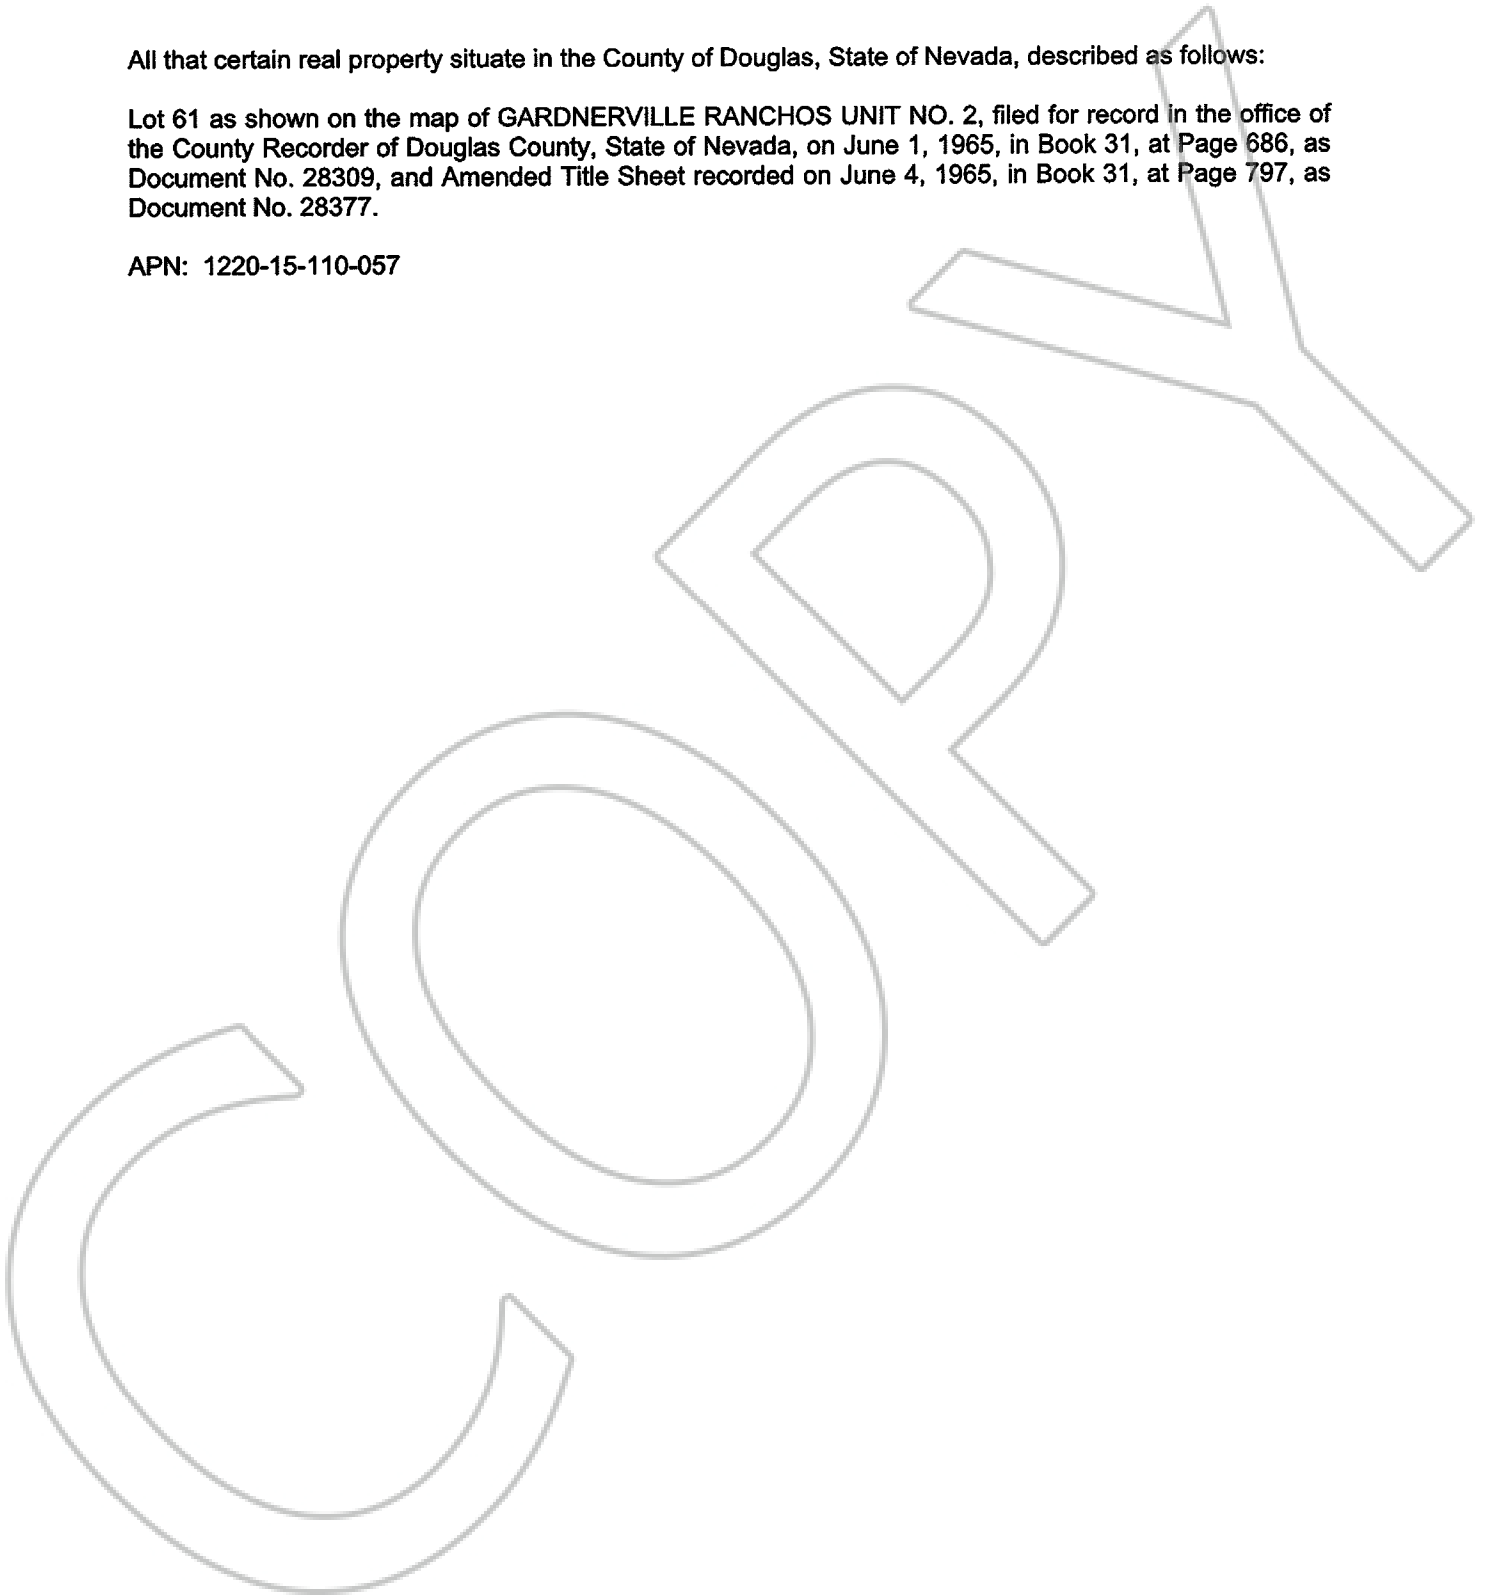 All that certain real property situate in the County of Douglas, State of Nevada, described as follows:
Lot 61 as shown on the map of GARDNERVILLE RANCHOS UNIT NO. 2, filed for record in the office of
the County Recorder of Douglas County, State of Nevada, on June 1, 1965, in Book 31, at Page 686, as
Document No. 28309, and Amended Title Sheet recorded on June 4, 1965, in Book 31, at Page 797, as
Document No. 28377.
APN: 1220-15-110-057
COPY